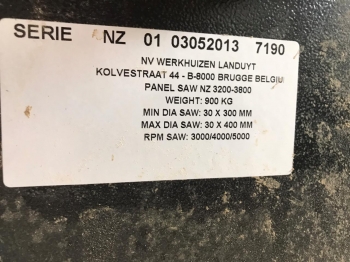 SERIE NZ 01 03052013 7190
NV WERKHUIZEN LANDUYT
KOLVESTRAAT 44 - B-8000 BRUGGE BELGIU
PANEL SAW NZ 3200-3800
WEIGHT: 900 KG
MIN DIA SAW: 30 X 300 MM
MAX DIA SAW: 30 X 400 MM
RPM SAW: 3000/4000/5000